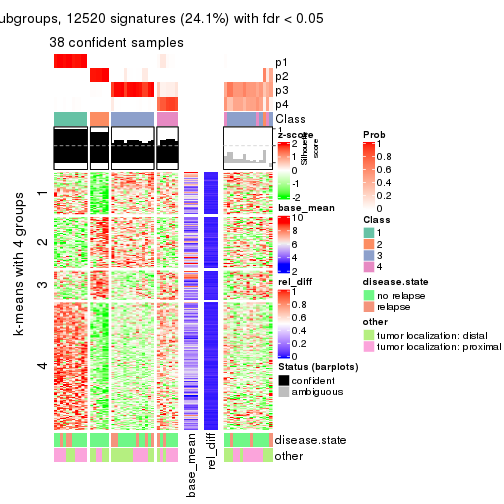 ubgroups, 12520 signatures (24.1%) with fdr < 0.05
38 confident samples
p1
p2
p3
p4
Class
1
2
3
4
k-means with 4 groups
Silhouette
score
z-score
2
1
0
-1
-2
base_mean
10
8
6
4
2
rel_diff
1
0.8
0.6
0.4
0.2
0
Status (barplots)
confident
ambiguous
Prob
1
0.8
0.6
0.4
0.2
0
Class
1
2
3
4
disease.state
no relapse
relapse
other
tumor localization: distal
tumor localization: proximal
disease.state
other
base_mean
rel_diff